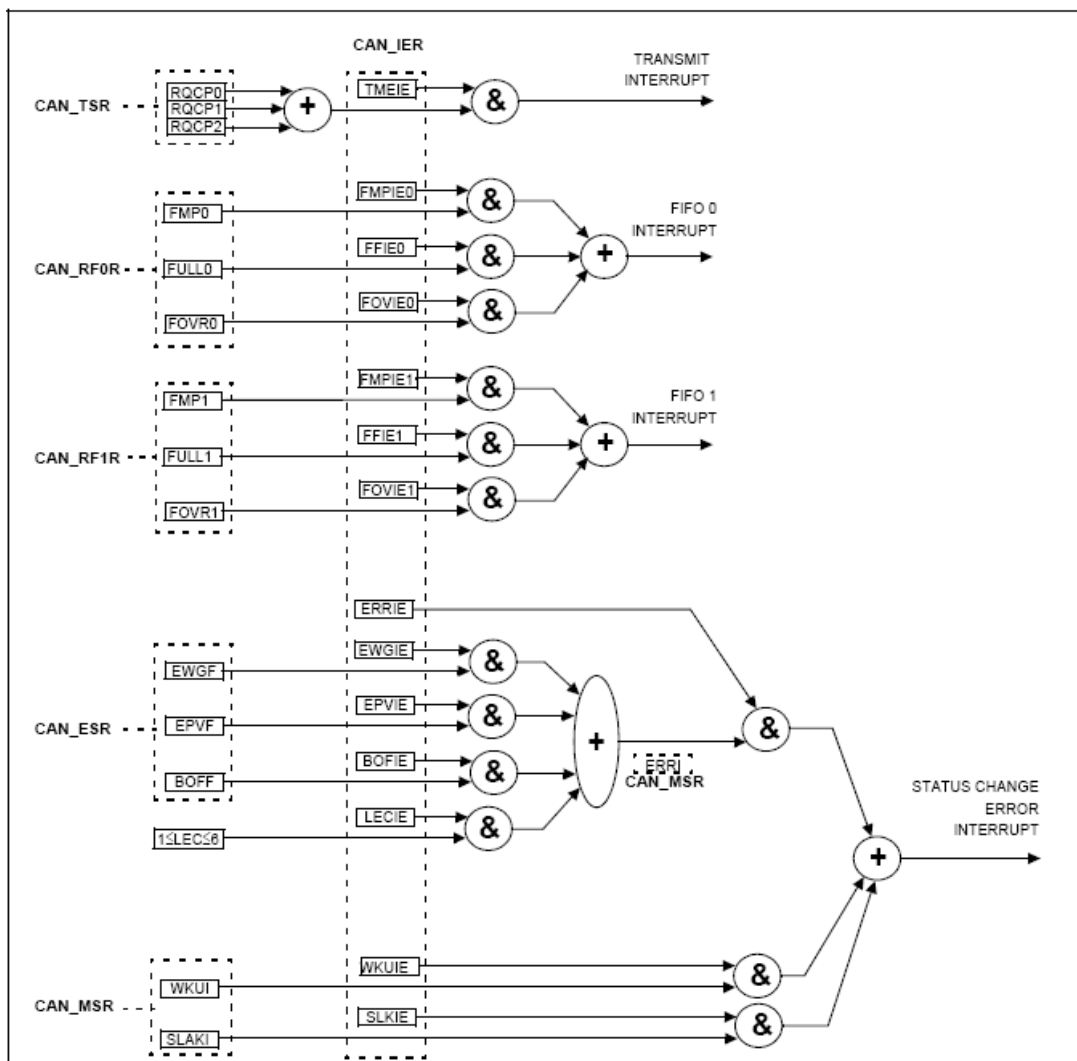 CAN_IER
TRANSMIT
INTERRUPT
CAN_TSR
RQCP0
RQCP1
RQCP2
+
TMEIE
&
FMPIE0
&
FMP0
FIFO 0
INTERRUPT
CAN_RF0R
FULL0
FFIE0
&
+
FOVIE0
&
FOVR0
FMPIE1
&
FMP1
FIFO 1
INTERRUPT
CAN_RF1R
FULL1
FFIE1
&
+
FOVIE1
&
FOVR1
ERRIE
EWGIE
&
EWGF
CAN_ESR
EPVF
EPVIE
&
+
&
ERRI
CAN_MSR
BOFIE
&
BOFF
LECIE
&
1≤LEC≤6
STATUS CHANGE
ERROR
INTERRUPT
+
WKUIE
&
CAN_MSR
WKUI
SLKIE
&
SLAKI